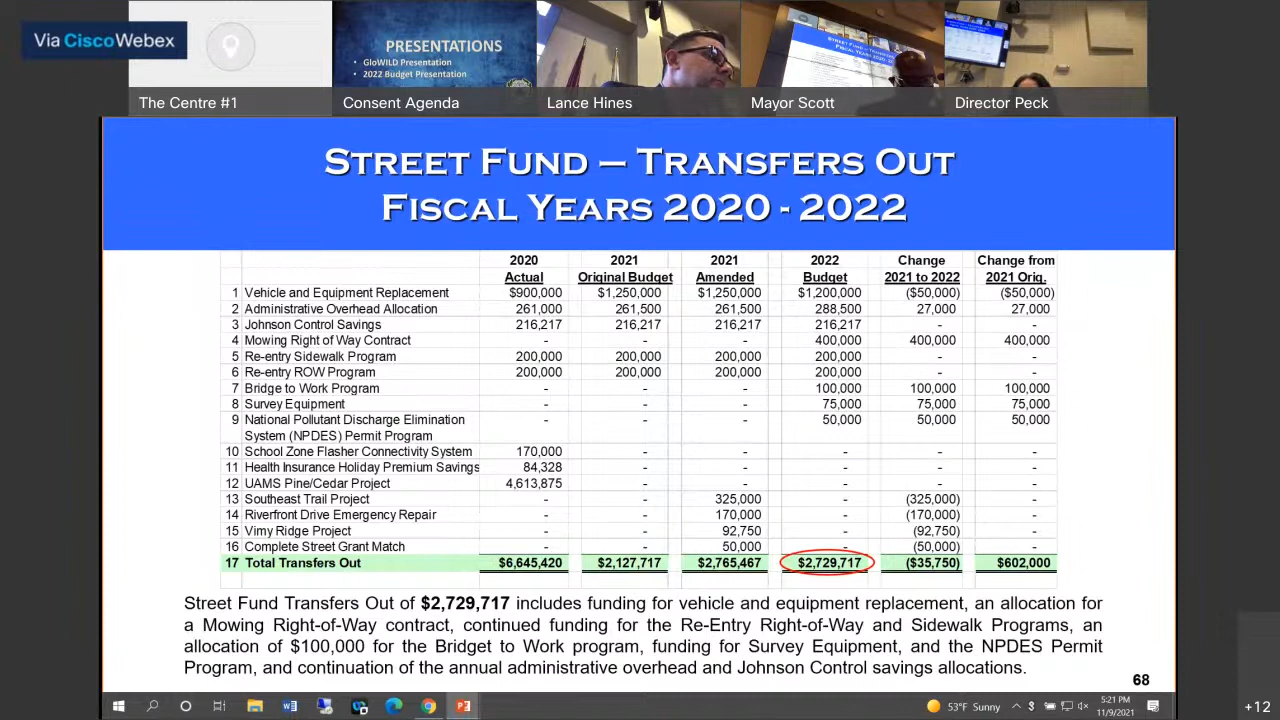 Via CiscoWebex
PRESENTATIONS
• GloWILD Presentation
• 2022 Budget Presentation
The Centre #1
Consent Agenda
Lance Hines
Mayor Scott
Director Peck
STREET FUND – TRANSFERS OUT
FISCAL YEARS 2020 - 2022
2020 2021 2021 2022 Change Change from
Actual Original Budget Amended Budget 2021 to 2022 2021 Orig.
1 Vehicle and Equipment Replacement $900,000 $1,250,000 $1,250,000 $1,200,000 ($50,000) ($50,000)
2 Administrative Overhead Allocation 261,000 261,500 261,500 288,500 27,000 27,000
3 Johnson Control Savings 216,217 216,217 216,217 216,217 - -
4 Mowing Right of Way Contract - - - 400,000 400,000 400,000
5 Re-entry Sidewalk Program 200,000 200,000 200,000 200,000 - -
6 Re-entry ROW Program 200,000 200,000 200,000 200,000 - -
7 Bridge to Work Program - - - 100,000 100,000 100,000
8 Survey Equipment - - - 75,000 75,000 75,000
9 National Pollutant Discharge Elimination - - - 50,000 50,000 50,000
System (NPDES) Permit Program
10 School Zone Flasher Connectivity System 170,000 - - - - -
11 Health Insurance Holiday Premium Savings 84,328 - - - - -
12 UAMS Pine/Cedar Project 4,613,875 - - - - -
13 Southeast Trail Project - - 325,000 - (325,000) -
14 Riverfront Drive Emergency Repair - - 170,000 - (170,000) -
15 Vimy Ridge Project - - 92,750 - (92,750) -
16 Complete Street Grant Match - - 50,000 - (50,000) -
17 Total Transfers Out $6,645,420 $2,127,717 $2,765,467 $2,729,717 ($35,750) $602,000
Street Fund Transfers Out of $2,729,717 includes funding for vehicle and equipment replacement, an allocation for
a Mowing Right-of-Way contract, continued funding for the Re-Entry Right-of-Way and Sidewalk Programs, an
allocation of $100,000 for the Bridget to Work program, funding for Survey Equipment, and the NPDES Permit
Program, and continuation of the annual administrative overhead and Johnson Control savings allocations.
68
53°F Sunny
5:21 PM
11/9/2021
+12